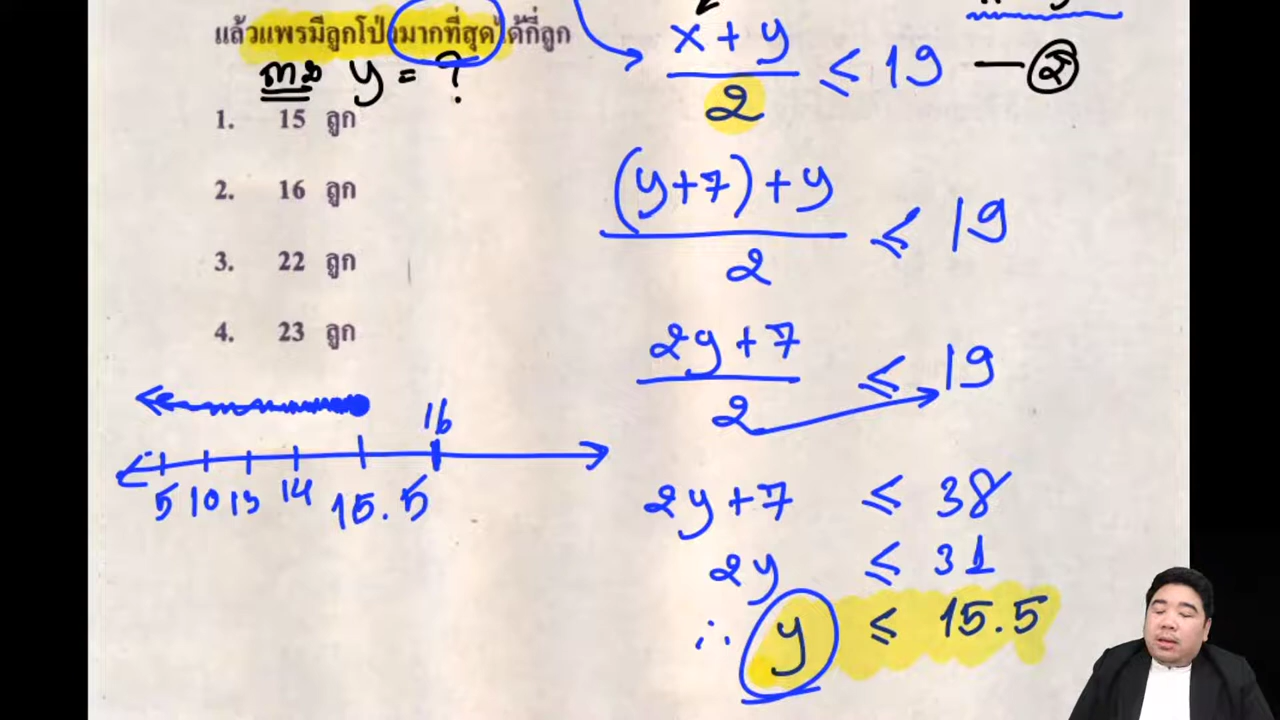 แล้วแพรมีลูกโป่งมากที่สุดได้กี่ลูก
ถาม y = ?
1. 15 ลูก
2. 16 ลูก
3. 22 ลูก
4. 23 ลูก
16
5 10 13 14 15.5
x + y
2
≤ 19 — ②
(y+7) + y
2
≤ 19
2y + 7
2
≤ 19
2y + 7 ≤ 38
2y ≤ 31
∴ y ≤ 15.5